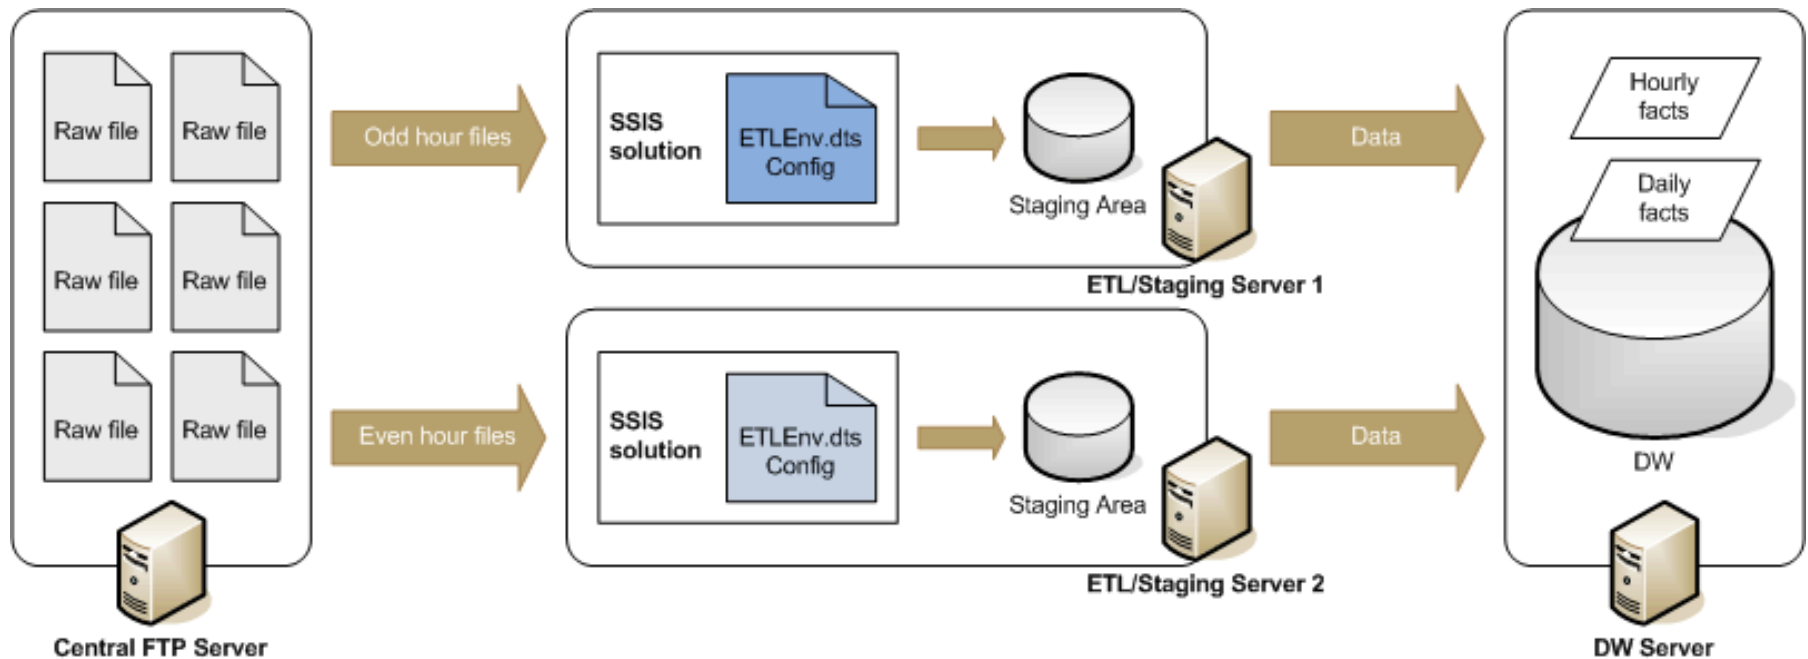 Raw file
Raw file
Raw file
Raw file
Raw file
Raw file
Central FTP Server
Odd hour files
Even hour files
SSIS
solution
ETLEnv.dts
Config
Staging Area
ETL/Staging Server 1
SSIS
solution
ETLEnv.dts
Config
Staging Area
ETL/Staging Server 2
Data
Data
Hourly
facts
Daily
facts
DW
DW Server